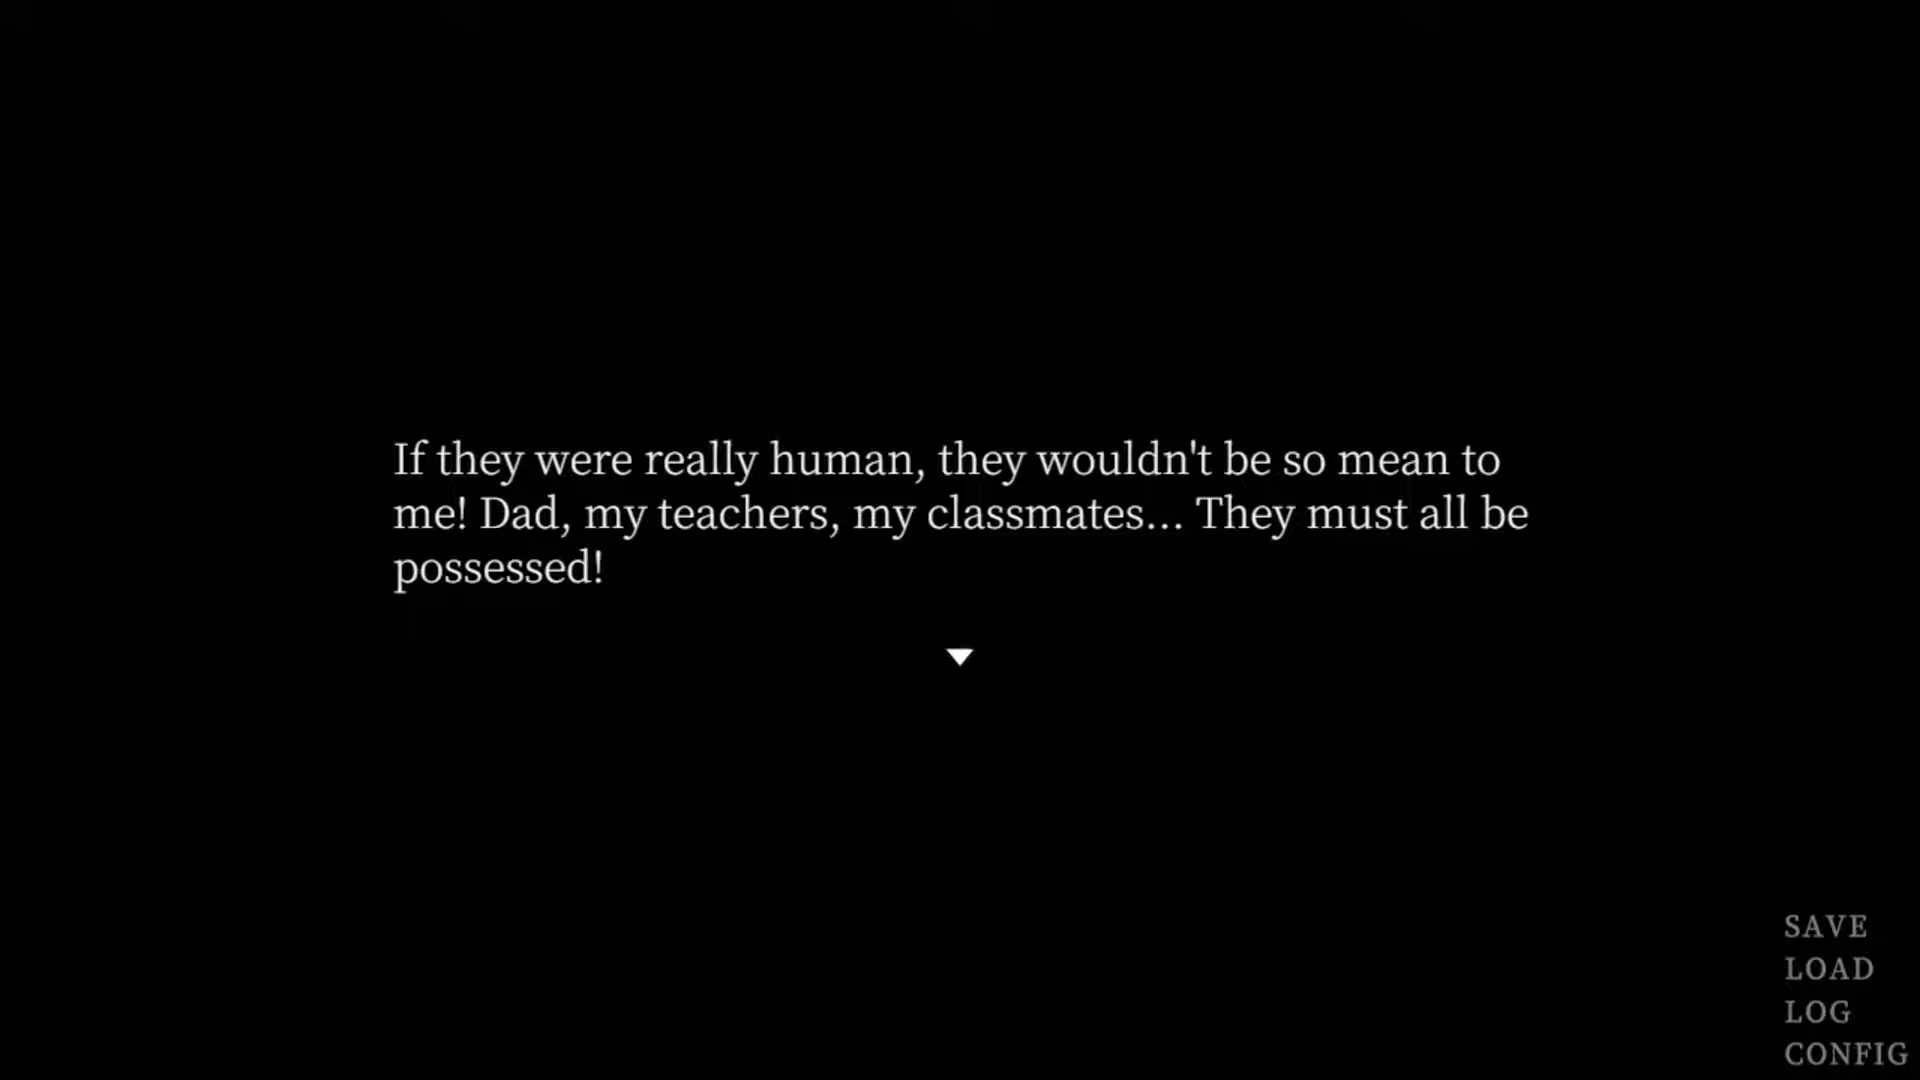 If they were really human, they wouldn't be so mean to
me! Dad, my teachers, my classmates... They must all be
possessed!
SAVE
LOAD
LOG
CONFIG